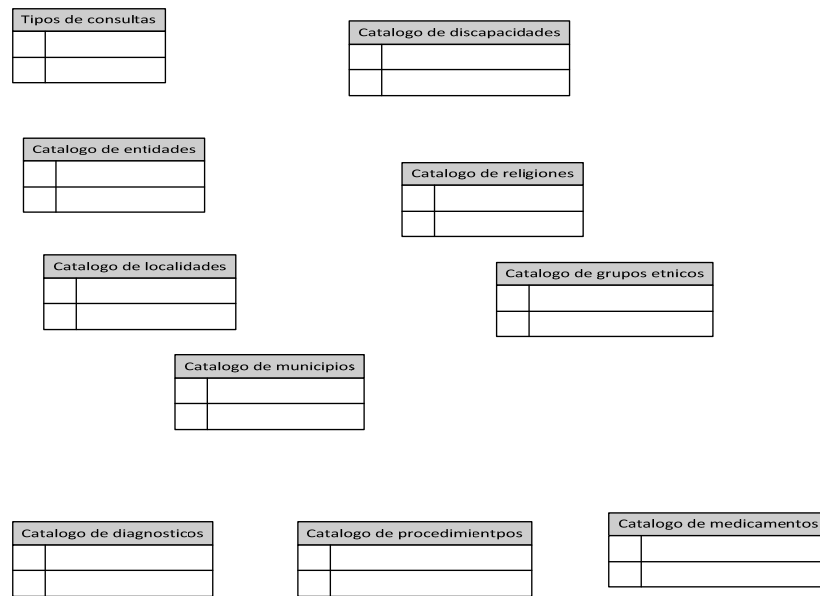 Tipos de consultas
Catalogo de discapacidades
Catalogo de entidades
Catalogo de religiones
Catalogo de localidades
Catalogo de grupos etnicos
Catalogo de municipios
Catalogo de diagnosticos
Catalogo de procedimientpos
Catalogo de medicamentos